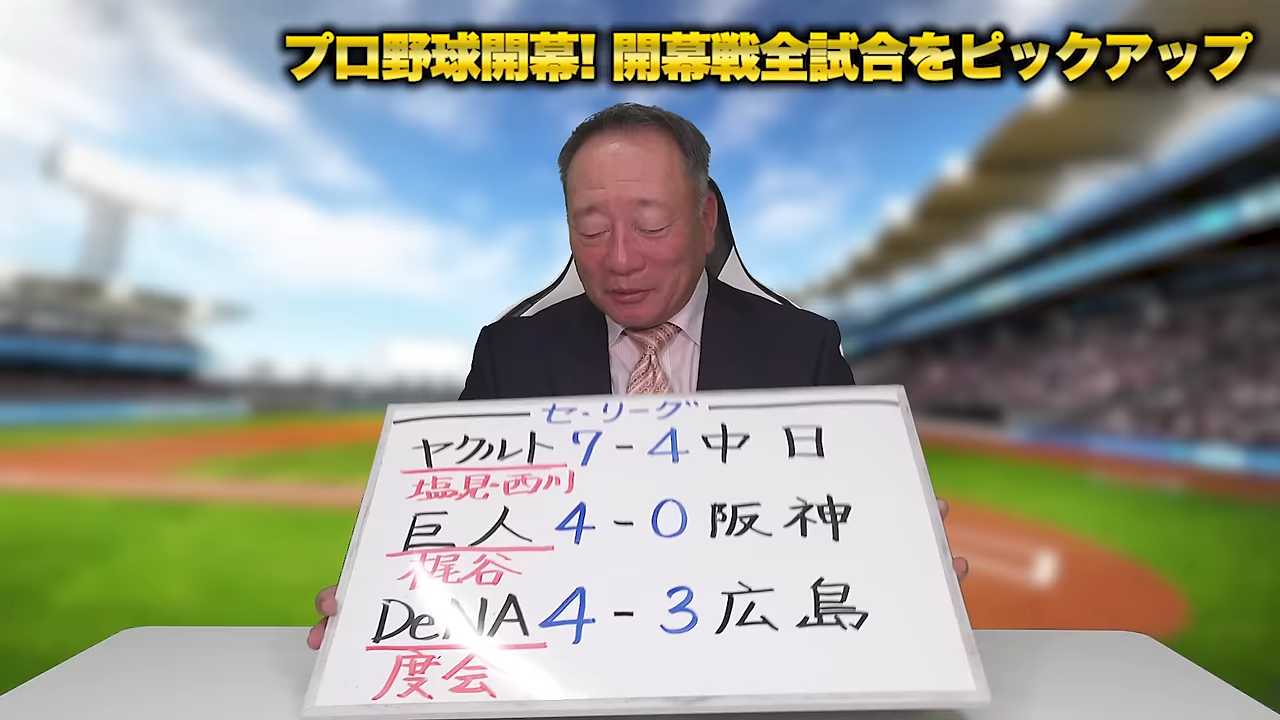 プロ野球開幕! 開幕戦全試合をピックアップ
セ・リーグ
ヤクルト 7-4 中日
塩見・西川
巨人 4-0 阪神
梶谷
DeNA 4-3 広島
度会